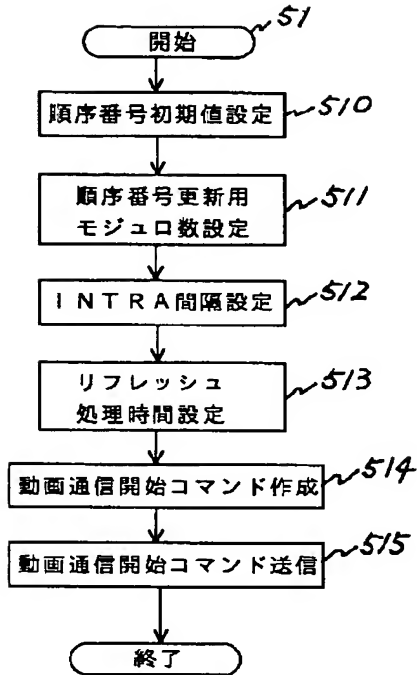 51
開始
順序番号初期値設定 510
順序番号更新用
モジュロ数設定
511
INTRA間隔設定 512
リフレッシュ
処理時間設定
513
動画通信開始コマンド作成 514
動画通信開始コマンド送信 515
終了